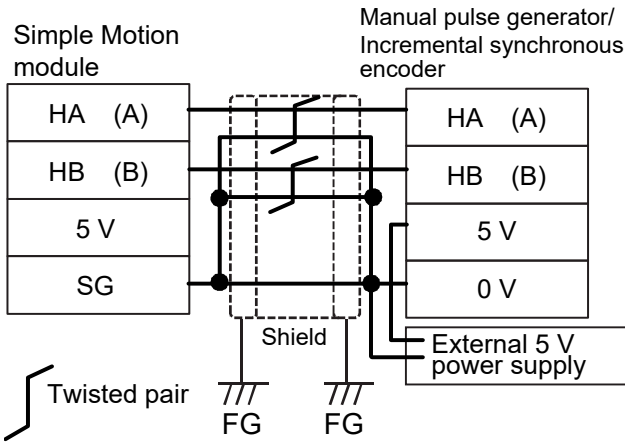 Simple Motion
module
Manual pulse generator/
Incremental synchronous
encoder
HA (A)
HB (B)
5 V
SG
HA (A)
HB (B)
5 V
0 V
External 5 V
power supply
Shield
FG
FG
Twisted pair